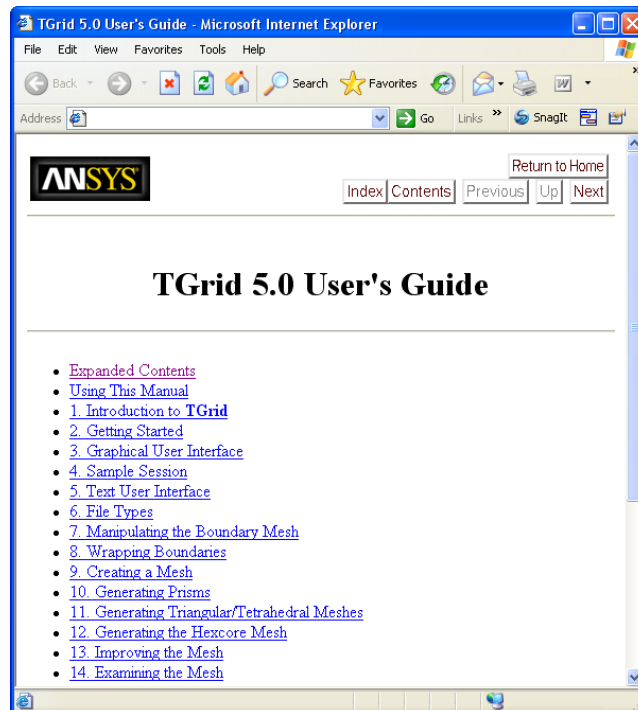 TGrid 5.0 User's Guide - Microsoft Internet Explorer
File Edit View Favorites Tools Help
Back Search Favorites W
Address Go Links » SnagIt
ANSYS
Return to Home
Index Contents Previous Up Next
TGrid 5.0 User's Guide
Expanded Contents
Using This Manual
1. Introduction to TGrid
2. Getting Started
3. Graphical User Interface
4. Sample Session
5. Text User Interface
6. File Types
7. Manipulating the Boundary Mesh
8. Wrapping Boundaries
9. Creating a Mesh
10. Generating Prisms
11. Generating Triangular/Tetrahedral Meshes
12. Generating the Hexcore Mesh
13. Improving the Mesh
14. Examining the Mesh